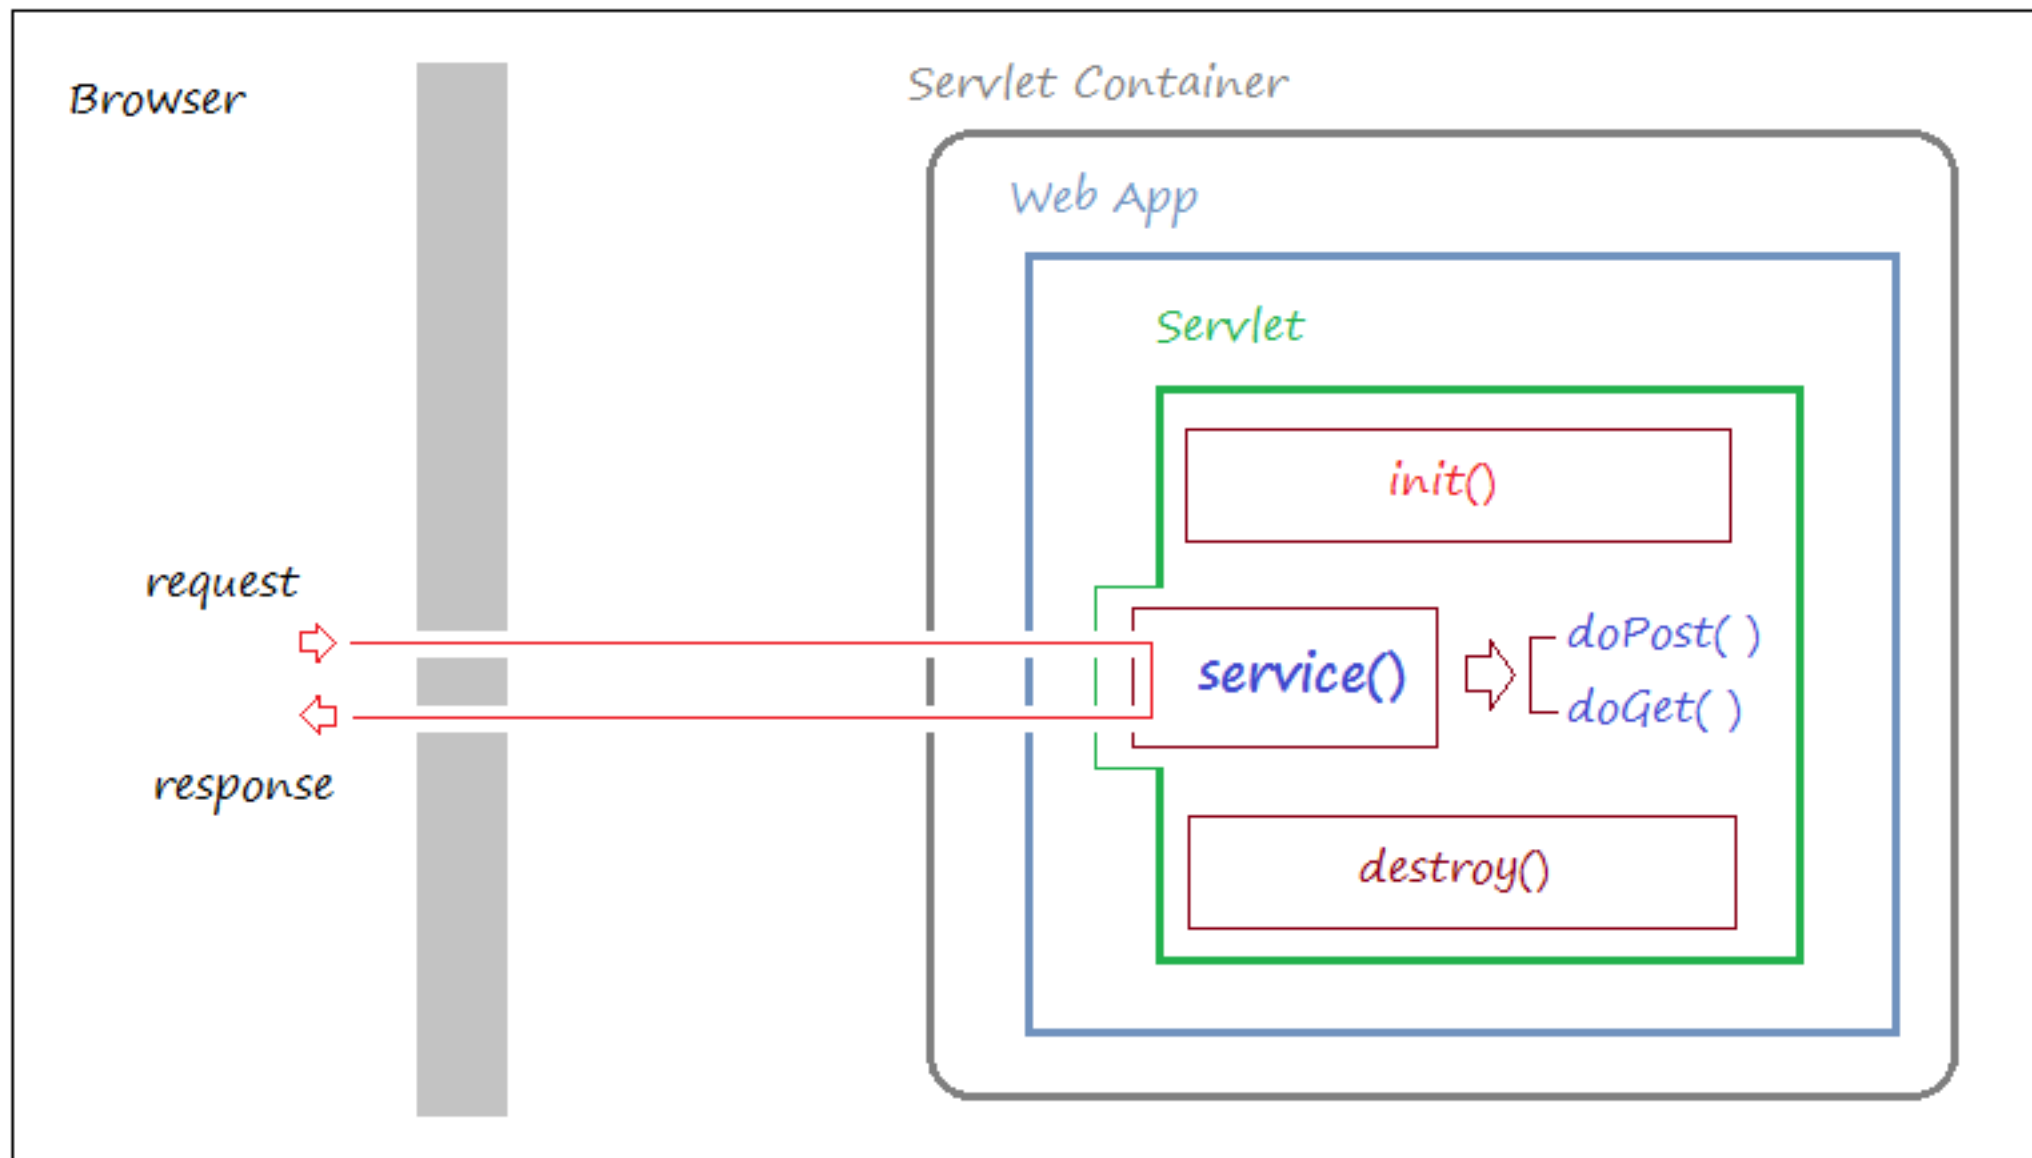 Browser
Servlet Container
Web App
Servlet
init()
request
service()
doPost( )
doGet( )
response
destroy()